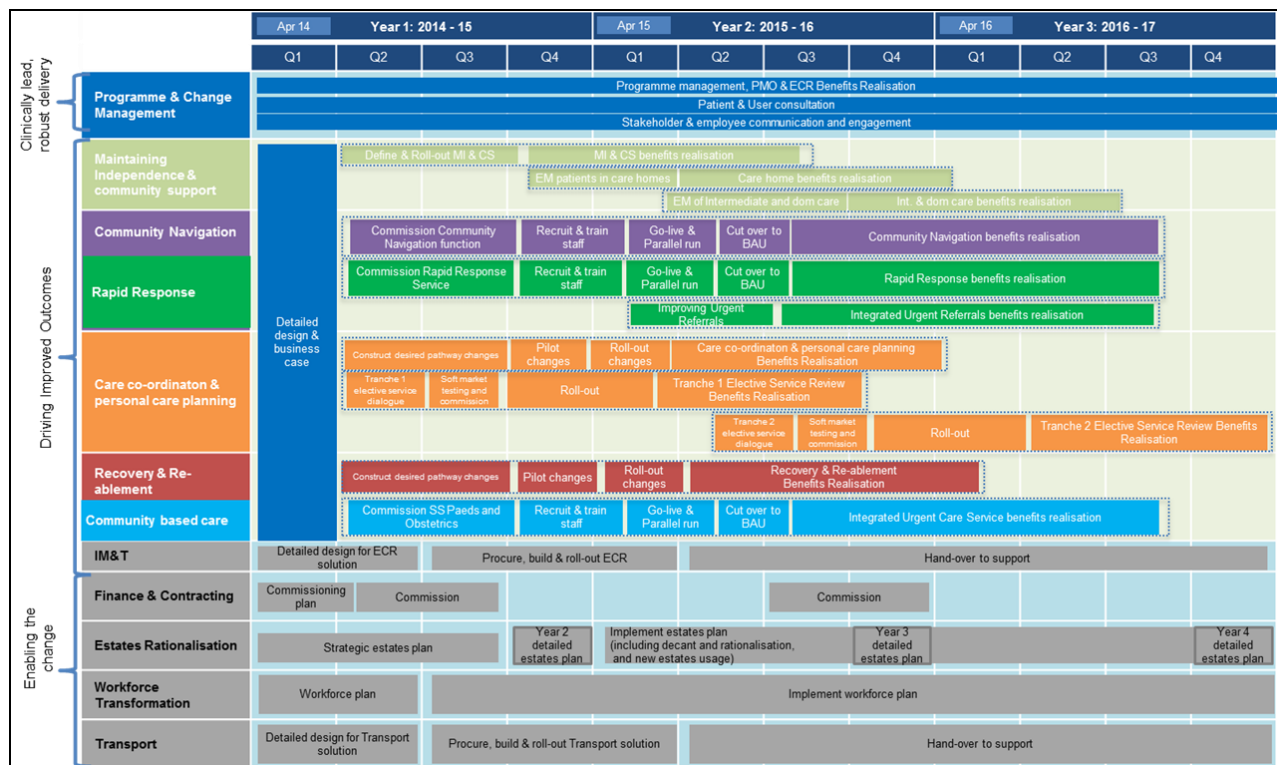 Apr 14
Year 1: 2014 - 15
Apr 15
Year 2: 2015 - 16
Apr 16
Year 3: 2016 - 17
Q1
Q2
Q3
Q4
Q1
Q2
Q3
Q4
Q1
Q2
Q3
Q4
Clinically lead,
robust delivery
Programme & Change
Management
Programme management, PMO & ECR Benefits Realisation
Patient & User consultation
Stakeholder & employee communication and engagement
Driving Improved Outcomes
Detailed
design &
business
case
Maintaining
Independence &
community support
Define & Roll-out MI & CS
MI & CS benefits realisation
EM patients in care homes
Care home benefits realisation
EM of Intermediate and dom care
Int. & dom care benefits realisation
Community Navigation
Commission Community
Navigation function
Recruit & train
staff
Go-live &
Parallel run
Cut over to
BAU
Community Navigation benefits realisation
Rapid Response
Commission Rapid Response
Service
Recruit & train
staff
Go-live &
Parallel run
Cut over to
BAU
Rapid Response benefits realisation
Improving Urgent
Referrals
Integrated Urgent Referrals benefits realisation
Care co-ordinaton &
personal care planning
Construct desired pathway changes
Pilot
changes
Roll-out
changes
Care co-ordinaton & personal care planning
Benefits Realisation
Tranche 1
elective service
dialogue
Soft market
testing and
commission
Roll-out
Tranche 1 Elective Service Review
Benefits Realisation
Tranche 2
elective service
dialogue
Soft market
testing and
commission
Roll-out
Tranche 2 Elective Service Review Benefits
Realisation
Recovery & Re-
ablement
Construct desired pathway changes
Pilot changes
Roll-out
changes
Recovery & Re-ablement
Benefits Realisation
Community based care
Commission SS Paeds and
Obstetrics
Recruit & train
staff
Go-live &
Parallel run
Cut over to
BAU
Integrated Urgent Care Service benefits realisation
Enabling the
change
IM&T
Detailed design for ECR
solution
Procure, build & roll-out ECR
Hand-over to support
Finance & Contracting
Commissioning
plan
Commission
Commission
Estates Rationalisation
Strategic estates plan
Year 2
detailed
estates plan
Implement estates plan
(including decant and rationalisation,
and new estates usage)
Year 3
detailed
estates plan
Year 4
detailed
estates plan
Workforce
Transformation
Workforce plan
Implement workforce plan
Transport
Detailed design for Transport
solution
Procure, build & roll-out Transport solution
Hand-over to support